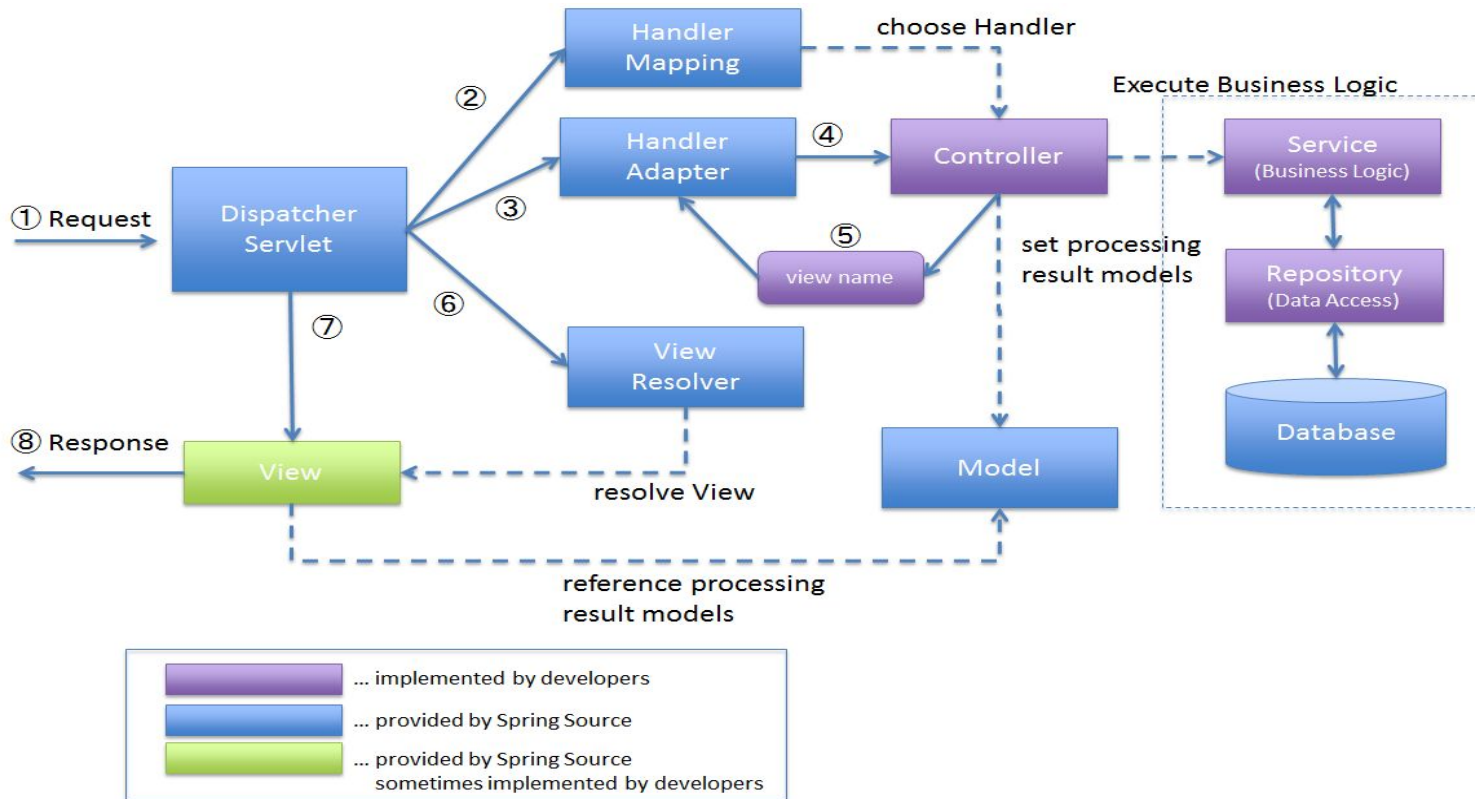 Handler
Mapping
choose Handler
②
Execute Business Logic
Handler
Adapter
④
Controller
Service
(Business Logic)
① Request
Dispatcher
Servlet
③
⑤
view name
set processing
result models
Repository
(Data Access)
⑥
⑦
View
Resolver
Database
⑧ Response
View
resolve View
Model
reference processing
result models
... implemented by developers
... provided by Spring Source
... provided by Spring Source
sometimes implemented by developers